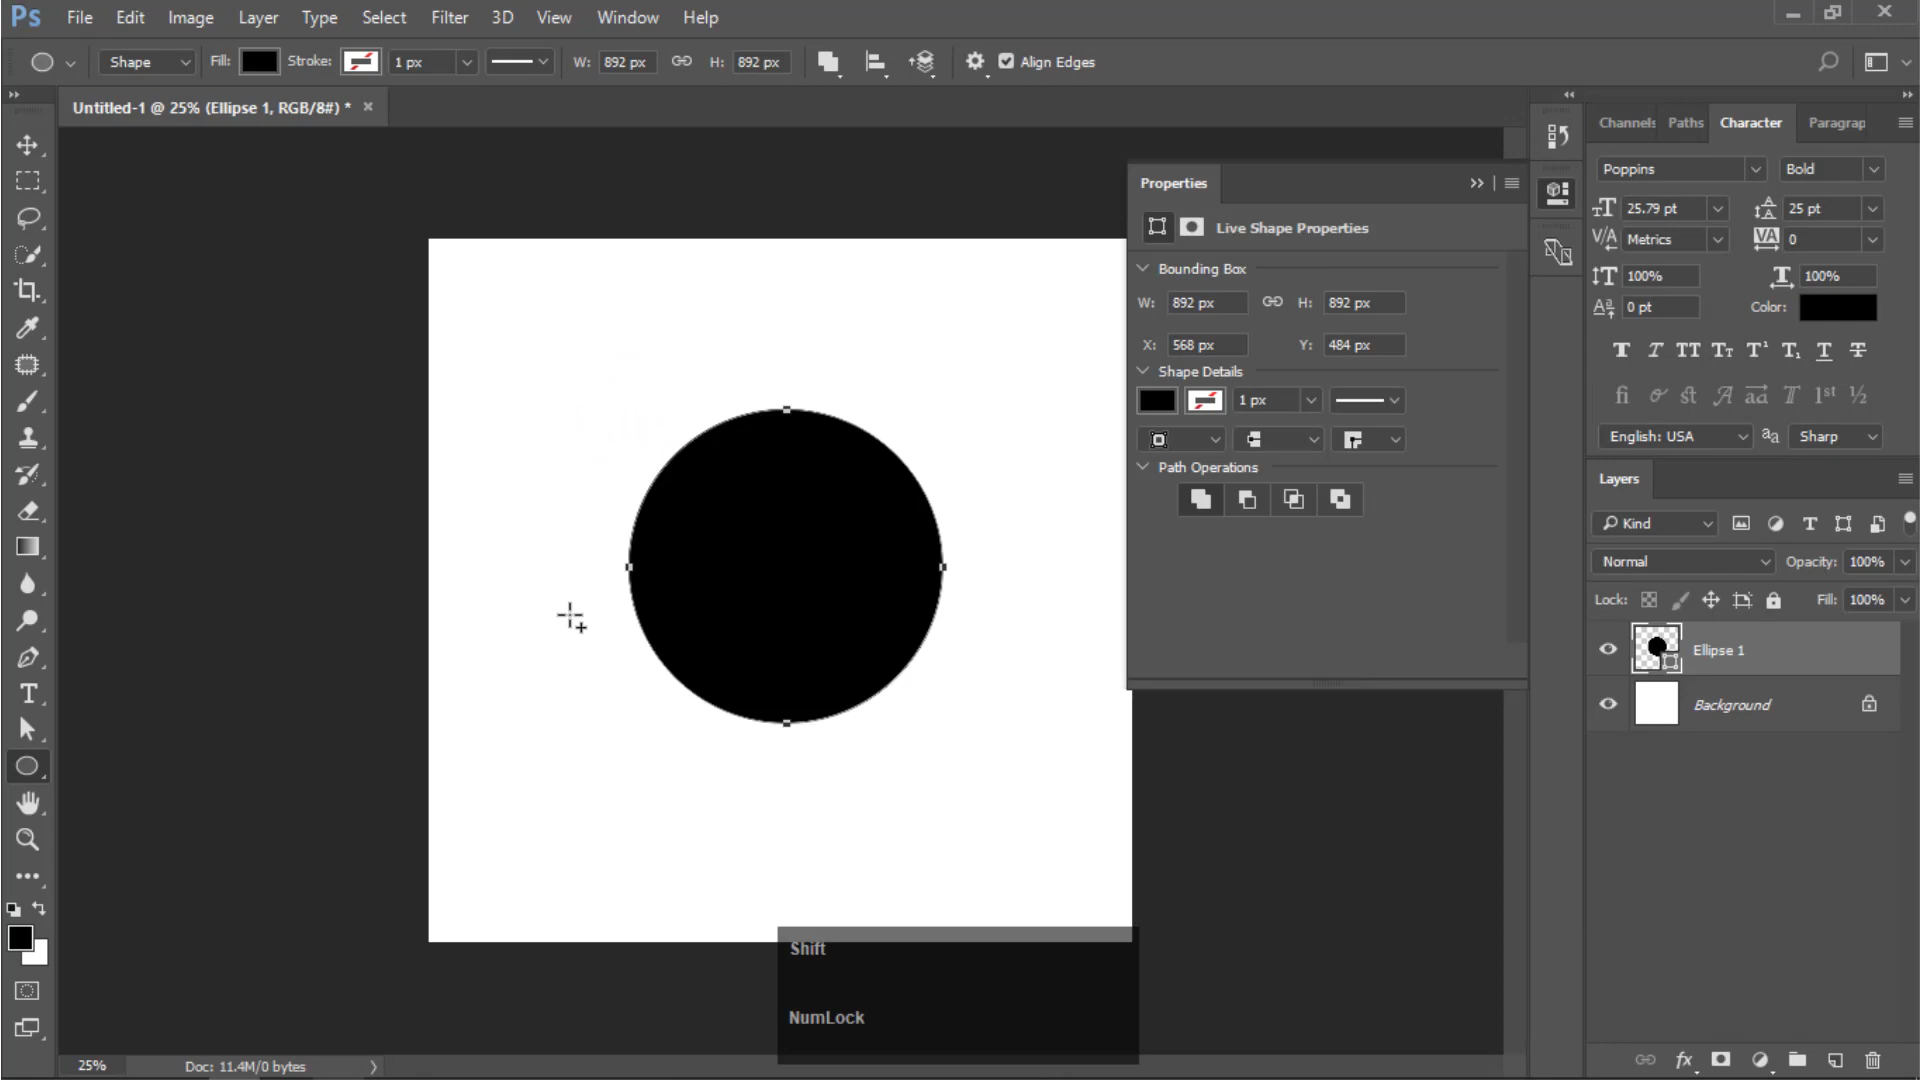 Ps File Edit Image Layer Type Select Filter 3D View Window Help
Shape Fill: Stroke: 1 px W: 892 px H: 892 px Align Edges
Untitled-1 @ 25% (Ellipse 1, RGB/8#) *
Channels Paths Character Paragrap
Properties
Live Shape Properties
Bounding Box
W: 892 px H: 892 px
X: 568 px Y: 484 px
Shape Details
1 px
Path Operations
Poppins Bold
25.79 pt 25 pt
Metrics 0
100% 100%
0 pt Color:
English: USA Sharp
Layers
Kind
Normal Opacity: 100%
Lock: Fill: 100%
Ellipse 1
Background
Shift
NumLock
25% Doc: 11.4M/0 bytes